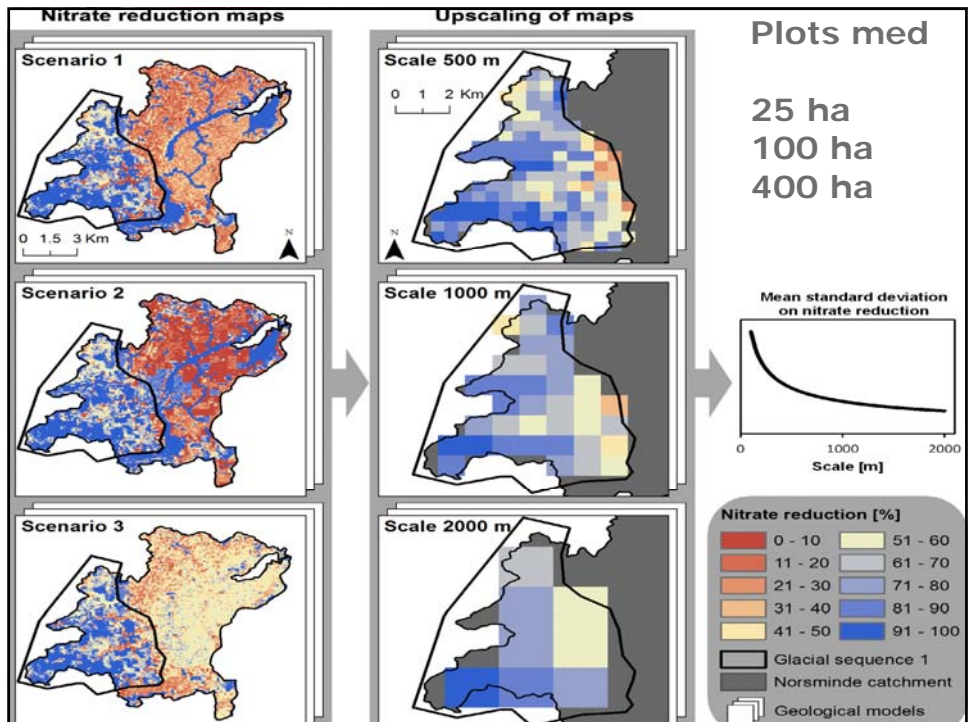 Nitrate reduction maps
Scenario 1
0 1.5 3 Km
N
Scenario 2
Scenario 3
Upscaling of maps
Scale 500 m
0 1 2 Km
N
Scale 1000 m
Scale 2000 m
Plots med
25 ha
100 ha
400 ha
Mean standard deviation
on nitrate reduction
0 1000 2000
Scale [m]
Nitrate reduction [%]
0 - 10 51 - 60
11 - 20 61 - 70
21 - 30 71 - 80
31 - 40 81 - 90
41 - 50 91 - 100
Glacial sequence 1
Norsminde catchment
Geological models